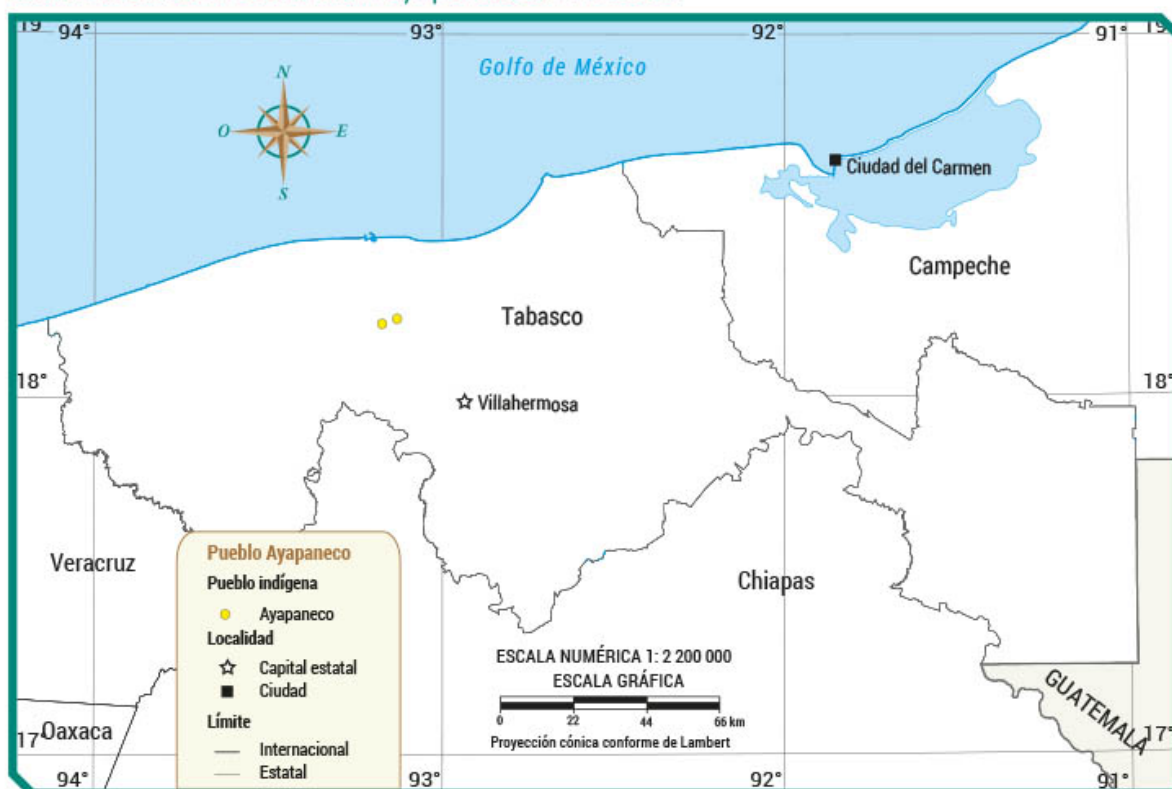 19°
94°
93°
92°
91°
19
Golfo de México
N
O
E
S
Ciudad del Carmen
Campeche
Tabasco
18°
Villahermosa
18°
Veracruz
Chiapas
Pueblo Ayapaneco
Pueblo indígena
Ayapaneco
Localidad
Capital estatal
Ciudad
Límite
Internacional
Estatal
ESCALA NUMÉRICA 1: 2 200 000
ESCALA GRÁFICA
0 22 44 66 km
Proyección cónica conforme de Lambert
GUATEMALA
Oaxaca
17°
17°
94°
93°
92°
91°